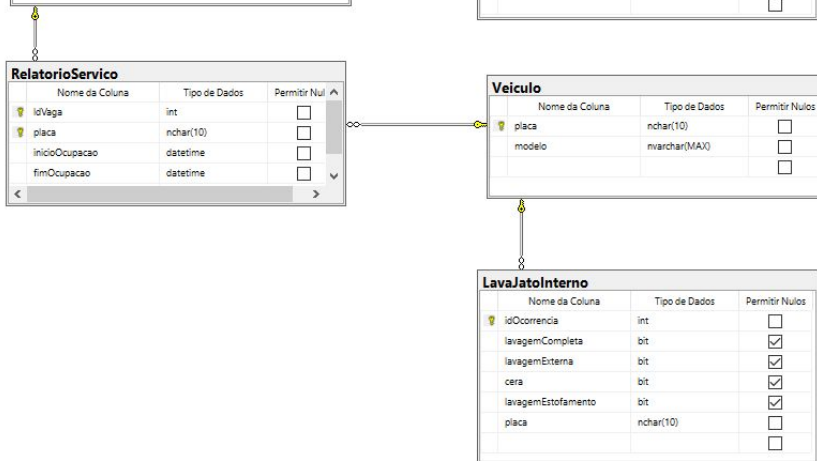 RelatorioServico
Nome da Coluna Tipo de Dados Permitir Nul
IdVaga int
placa nchar(10)
inicioOcupacao datetime
fimOcupacao datetime
Veiculo
Nome da Coluna Tipo de Dados Permitir Nulos
placa nchar(10)
modelo nvarchar(MAX)
LavaJatoInterno
Nome da Coluna Tipo de Dados Permitir Nulos
idOcorrencia int
lavagemCompleta bit
lavagemExterna bit
cera bit
lavagemEstofamento bit
placa nchar(10)